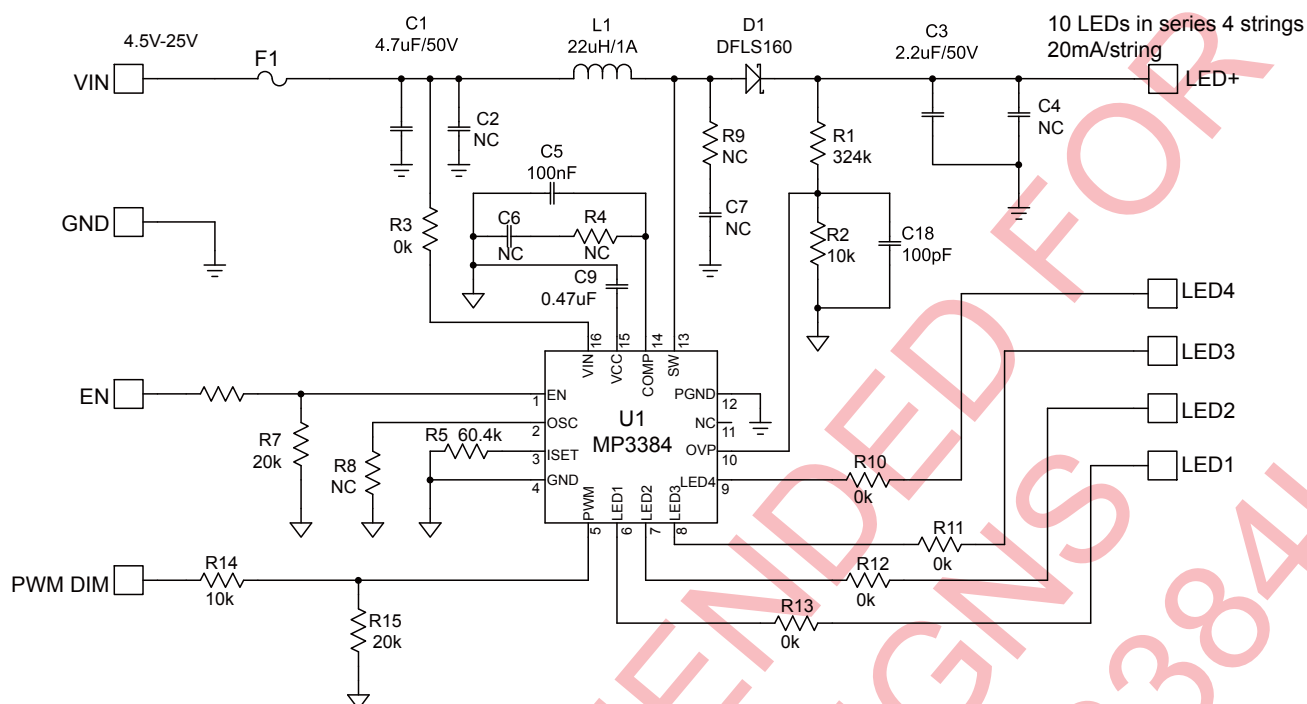 10 LEDs in series 4 strings
20mA/string
4.5V-25V
VIN
F1
C1
4.7uF/50V
L1
22uH/1A
D1
DFLS160
C3
2.2uF/50V
LED+
C2
NC
C4
NC
R9
NC
R1
324k
C5
100nF
C6
NC
R4
NC
C7
NC
R3
0k
GND
R2
10k
C18
100pF
C9
0.47uF
LED4
LED3
LED2
LED1
16
15
14
13
VIN
VCC
COMP
SW
EN
1
EN
OSC
2
ISET
3
GND
4
U1
MP3384
PGND
12
NC
11
OVP
10
LED4
9
PWM
LED1
LED2
LED3
5
6
7
8
R7
20k
R8
NC
R5
60.4k
R10
0k
R11
0k
R12
0k
R13
0k
PWM DIM
R14
10k
R15
20k